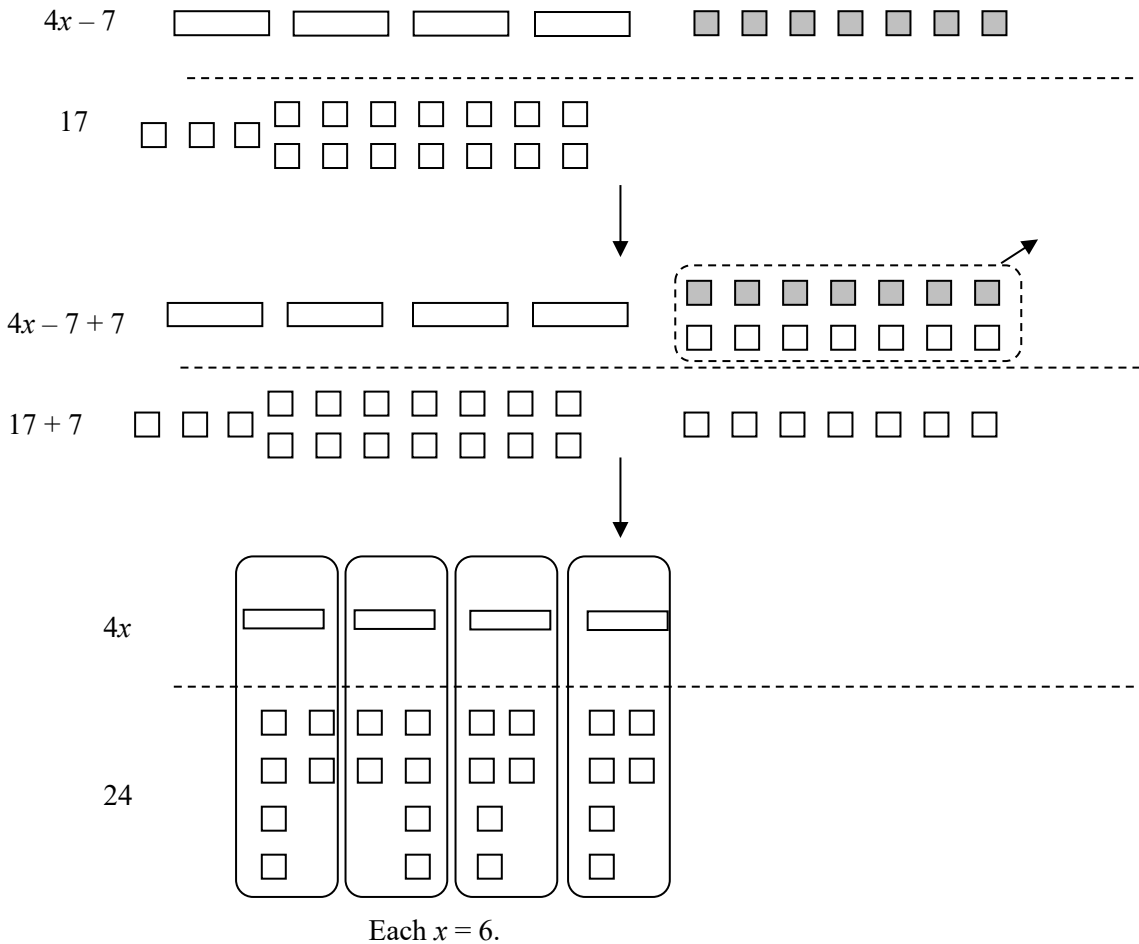 4x – 7
17
4x – 7 + 7
17 + 7
4x
24
Each x = 6.